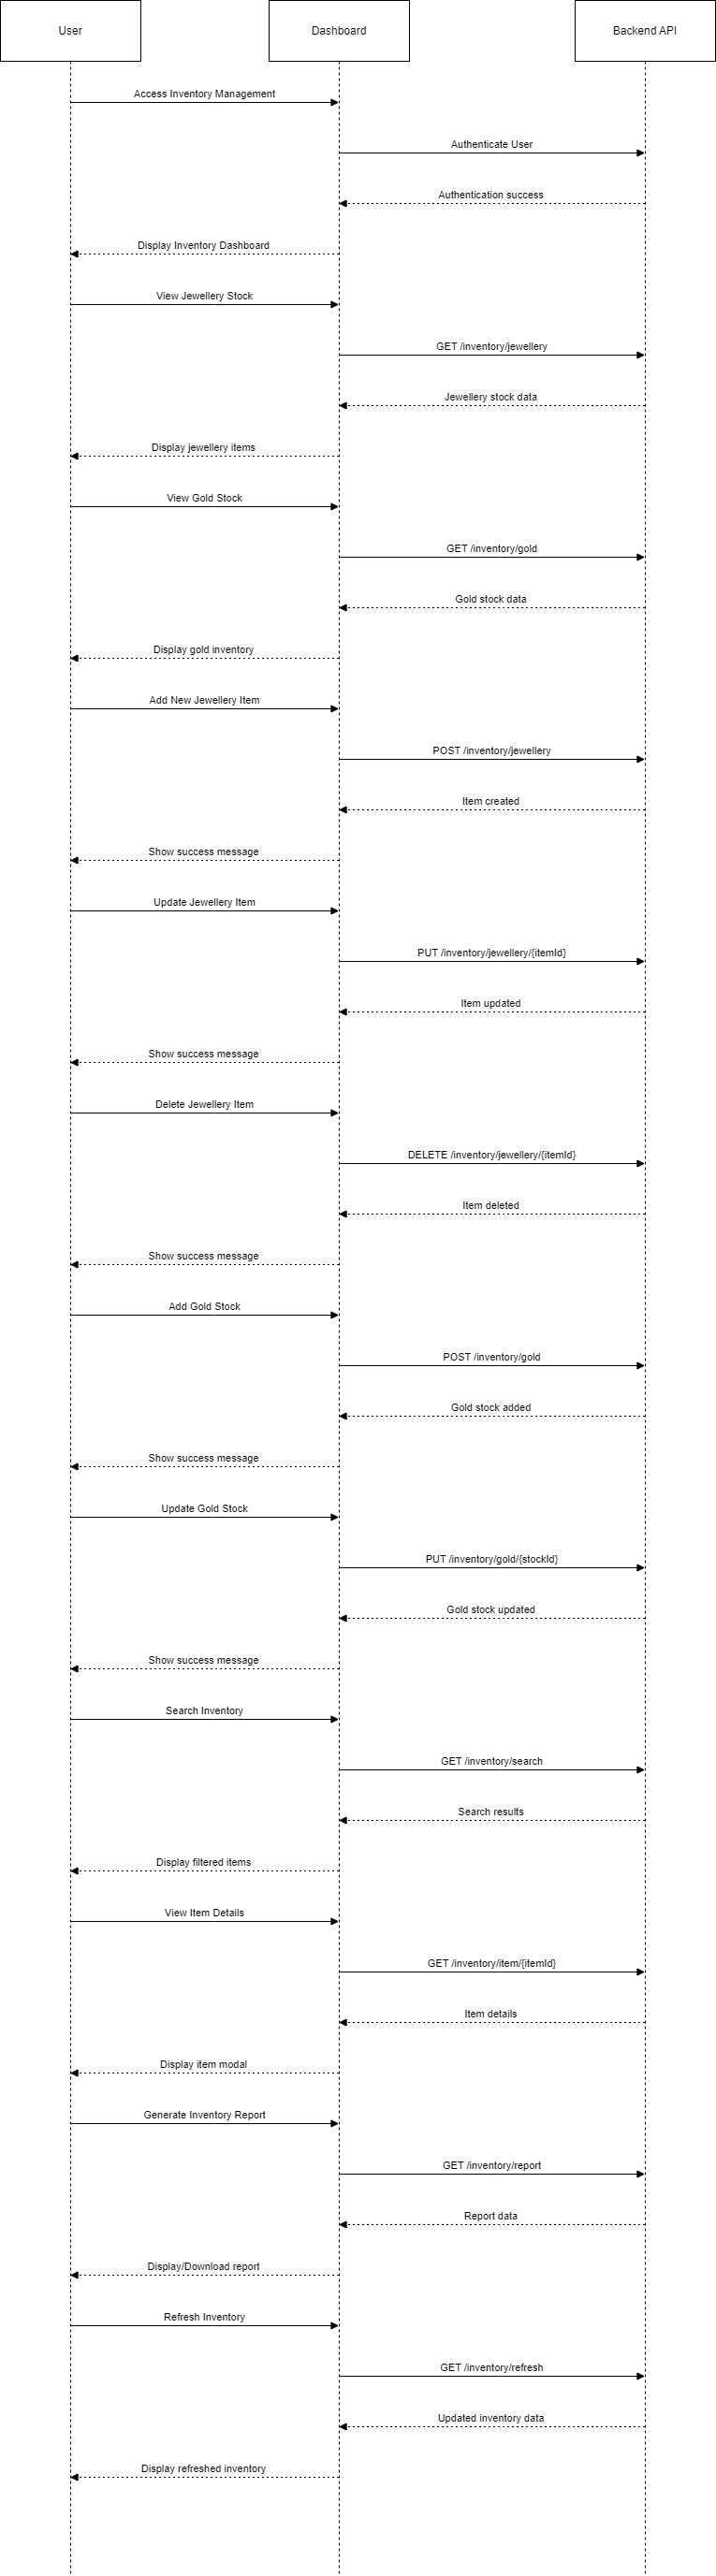 User
Dashboard
Backend API
Access Inventory Management
Authenticate User
Authentication success
Display Inventory Dashboard
View Jewellery Stock
GET /inventory/jewellery
Jewellery stock data
Display jewellery items
View Gold Stock
GET /inventory/gold
Gold stock data
Display gold inventory
Add New Jewellery Item
POST /inventory/jewellery
Item created
Show success message
Update Jewellery Item
PUT /inventory/jewellery/{itemId}
Item updated
Show success message
Delete Jewellery Item
DELETE /inventory/jewellery/{itemId}
Item deleted
Show success message
Add Gold Stock
POST /inventory/gold
Gold stock added
Show success message
Update Gold Stock
PUT /inventory/gold/{stockId}
Gold stock updated
Show success message
Search Inventory
GET /inventory/search
Search results
Display filtered items
View Item Details
GET /inventory/item/{itemId}
Item details
Display item modal
Generate Inventory Report
GET /inventory/report
Report data
Display/Download report
Refresh Inventory
GET /inventory/refresh
Updated inventory data
Display refreshed inventory